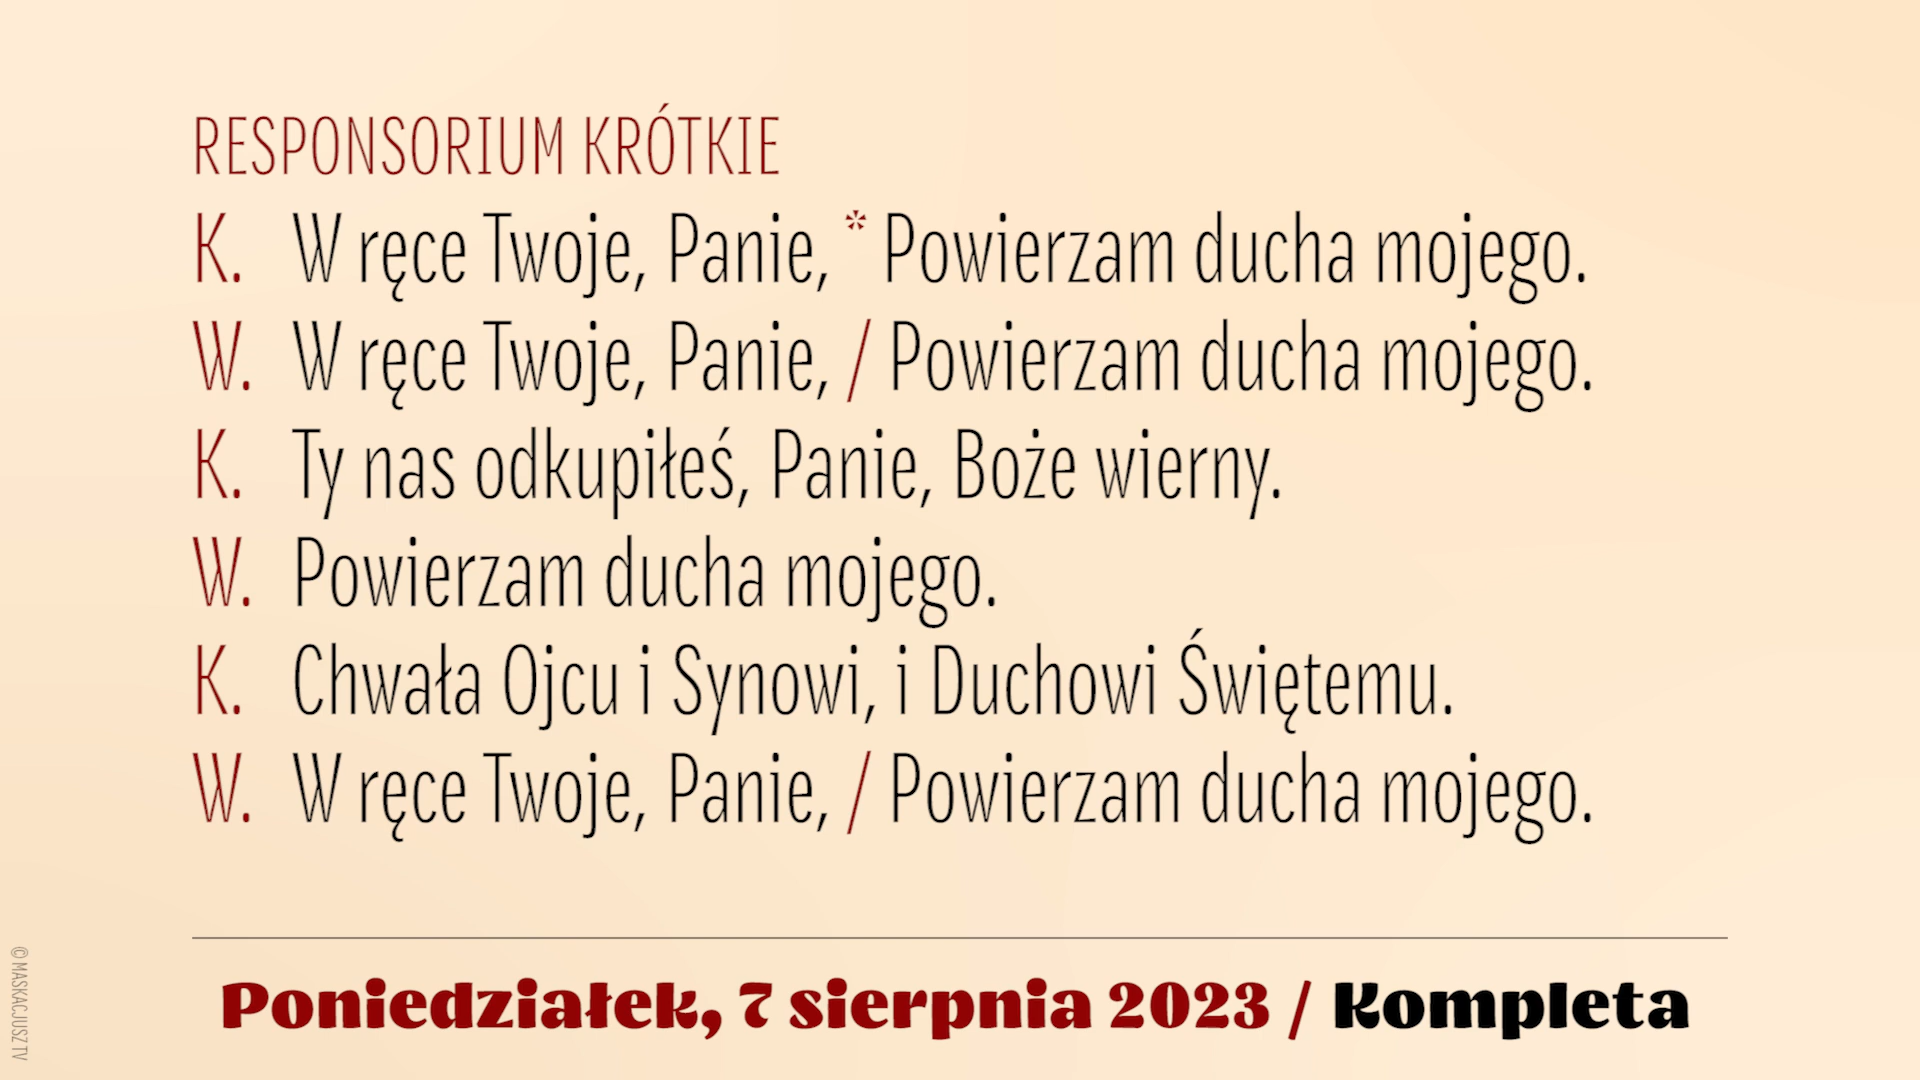 RESPONSORIUM KRÓTKIE
K. W ręce Twoje, Panie, * Powierzam ducha mojego.
W. W ręce Twoje, Panie, / Powierzam ducha mojego.
K. Ty nas odkupiłeś, Panie, Boże wierny.
W. Powierzam ducha mojego.
K. Chwała Ojcu i Synowi, i Duchowi Świętemu.
W. W ręce Twoje, Panie, / Powierzam ducha mojego.
Poniedziałek, 7 sierpnia 2023 / Kompleta
© MASKACJUSZ TV